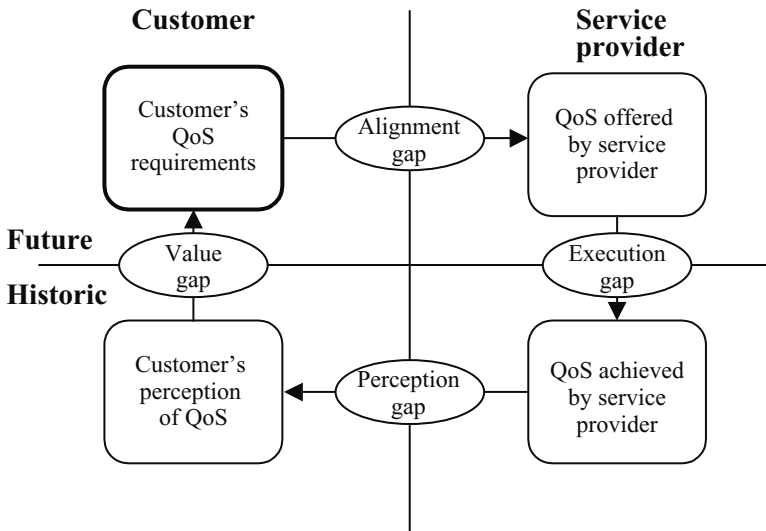 Customer
Service
provider
Customer’s
QoS
requirements
Alignment
gap
QoS offered
by service
provider
Future
Value
gap
Execution
gap
Historic
Customer’s
perception
of QoS
Perception
gap
QoS achieved
by service
provider